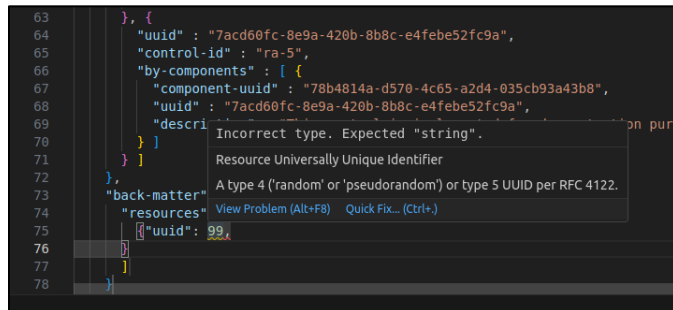 63 }, {
64 "uuid" : "7acd60fc-8e9a-420b-8b8c-e4febe52fc9a",
65 "control-id" : "ra-5",
66 "by-components" : [ {
67 "component-uuid" : "78b4814a-d570-4c65-a2d4-035cb93a43b8",
68 "uuid" : "7acd60fc-8e9a-420b-8b8c-e4febe52fc9a",
69 "descri
70 } ]
71 } ]
72 },
73 "back-matter"
74 "resources"
75 {"uuid": 99,
76 }
77 ]
78 }
Incorrect type. Expected "string".
Resource Universally Unique Identifier
A type 4 ('random' or 'pseudorandom') or type 5 UUID per RFC 4122.
View Problem (Alt+F8) Quick Fix... (Ctrl+.)